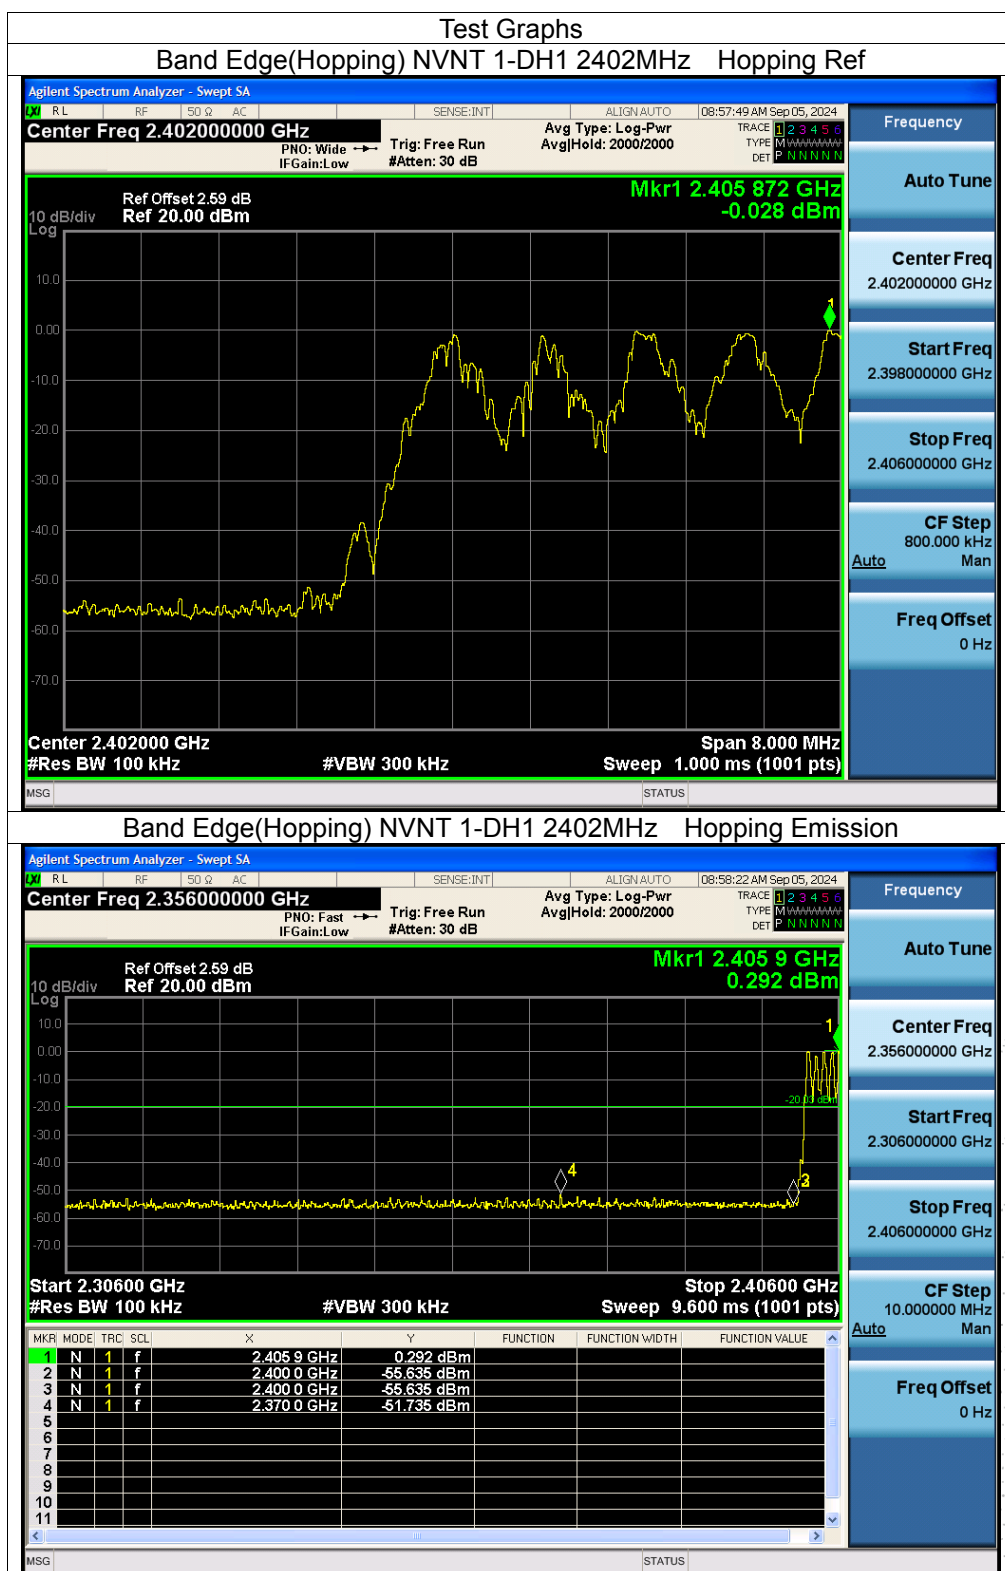 Test Graphs
Band Edge(Hopping) NVNT 1-DH1 2402MHz Hopping Ref
Agilent Spectrum Analyzer - Swept SA
LXI RL RF 50 Ω AC SENSE:INT ALIGN AUTO 08:57:49 AM Sep 05, 2024
Center Freq 2.402000000 GHz
PNO: Wide
IFGain:Low
Trig: Free Run
#Atten: 30 dB
Avg Type: Log-Pwr
Avg|Hold: 2000/2000
TRACE 1 2 3 4 5 6
TYPE M WWWWW
DET P N N N N N
Frequency
Auto Tune
Center Freq
2.402000000 GHz
Start Freq
2.398000000 GHz
Stop Freq
2.406000000 GHz
CF Step
800.000 kHz
Auto Man
Freq Offset
0 Hz
Ref Offset 2.59 dB
Ref 20.00 dBm
10 dB/div
Log
Mkr1 2.405 872 GHz
-0.028 dBm
10.0
0.00
-10.0
-20.0
-30.0
-40.0
-50.0
-60.0
-70.0
1
Center 2.402000 GHz Span 8.000 MHz
#Res BW 100 kHz #VBW 300 kHz Sweep 1.000 ms (1001 pts)
MSG STATUS
Band Edge(Hopping) NVNT 1-DH1 2402MHz Hopping Emission
Agilent Spectrum Analyzer - Swept SA
LXI RL RF 50 Ω AC SENSE:INT ALIGN AUTO 08:58:22 AM Sep 05, 2024
Center Freq 2.356000000 GHz
PNO: Fast
IFGain:Low
Trig: Free Run
#Atten: 30 dB
Avg Type: Log-Pwr
Avg|Hold: 2000/2000
TRACE 1 2 3 4 5 6
TYPE M WWWWW
DET P N N N N N
Frequency
Auto Tune
Center Freq
2.356000000 GHz
Start Freq
2.306000000 GHz
Stop Freq
2.406000000 GHz
CF Step
10.000000 MHz
Auto Man
Freq Offset
0 Hz
Ref Offset 2.59 dB
Ref 20.00 dBm
10 dB/div
Log
Mkr1 2.405 9 GHz
0.292 dBm
10.0
0.00
-10.0
-20.0
-30.0
-40.0
-50.0
-60.0
-70.0
1
-20.03 dBm
4
3
Start 2.30600 GHz Stop 2.40600 GHz
#Res BW 100 kHz #VBW 300 kHz Sweep 9.600 ms (1001 pts)
MKR MODE TRC SCL X Y FUNCTION FUNCTION WIDTH FUNCTION VALUE
1 N 1 f 2.405 9 GHz 0.292 dBm
2 N 1 f 2.400 0 GHz -55.635 dBm
3 N 1 f 2.400 0 GHz -55.635 dBm
4 N 1 f 2.370 0 GHz -51.735 dBm
5
6
7
8
9
10
11
MSG STATUS